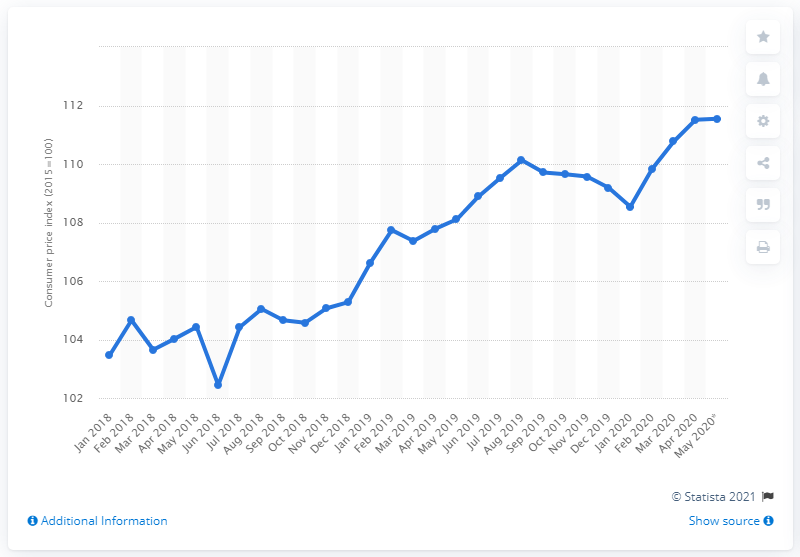 Consumer price index (2015=100)
112
110
108
106
104
102
Jan 2018
Feb 2018
Mar 2018
Apr 2018
May 2018
Jun 2018
Jul 2018
Aug 2018
Sep 2018
Oct 2018
Nov 2018
Dec 2018
Jan 2019
Feb 2019
Mar 2019
Apr 2019
May 2019
Jun 2019
Jul 2019
Aug 2019
Sep 2019
Oct 2019
Nov 2019
Dec 2019
Jan 2020
Feb 2020
Mar 2020
Apr 2020
May 2020*
© Statista 2021
Additional Information
Show source